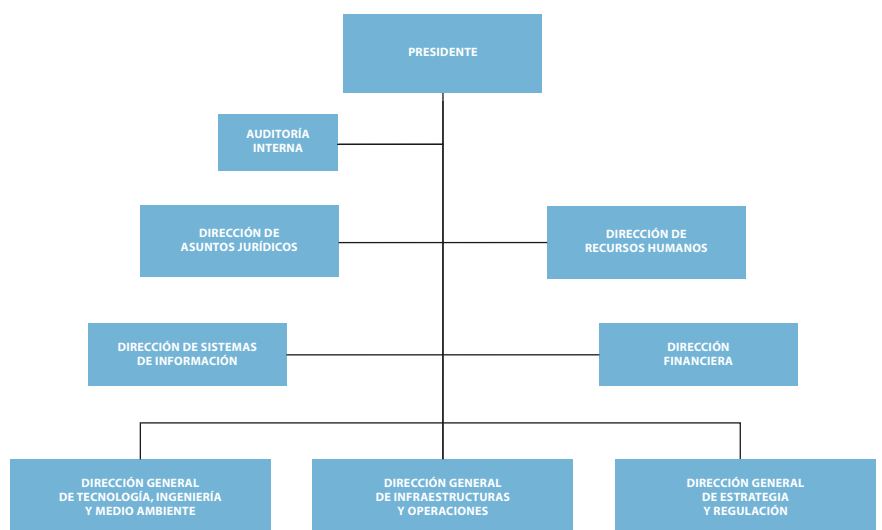 PRESIDENTE
AUDITORÍA
INTERNA
DIRECCIÓN DE
ASUNTOS JURÍDICOS
DIRECCIÓN DE
RECURSOS HUMANOS
DIRECCIÓN DE SISTEMAS
DE INFORMACIÓN
DIRECCIÓN
FINANCIERA
DIRECCIÓN GENERAL
DE TECNOLOGÍA, INGENIERÍA
Y MEDIO AMBIENTE
DIRECCIÓN GENERAL
DE INFRAESTRUCTURAS
Y OPERACIONES
DIRECCIÓN GENERAL
DE ESTRATEGIA
Y REGULACIÓN